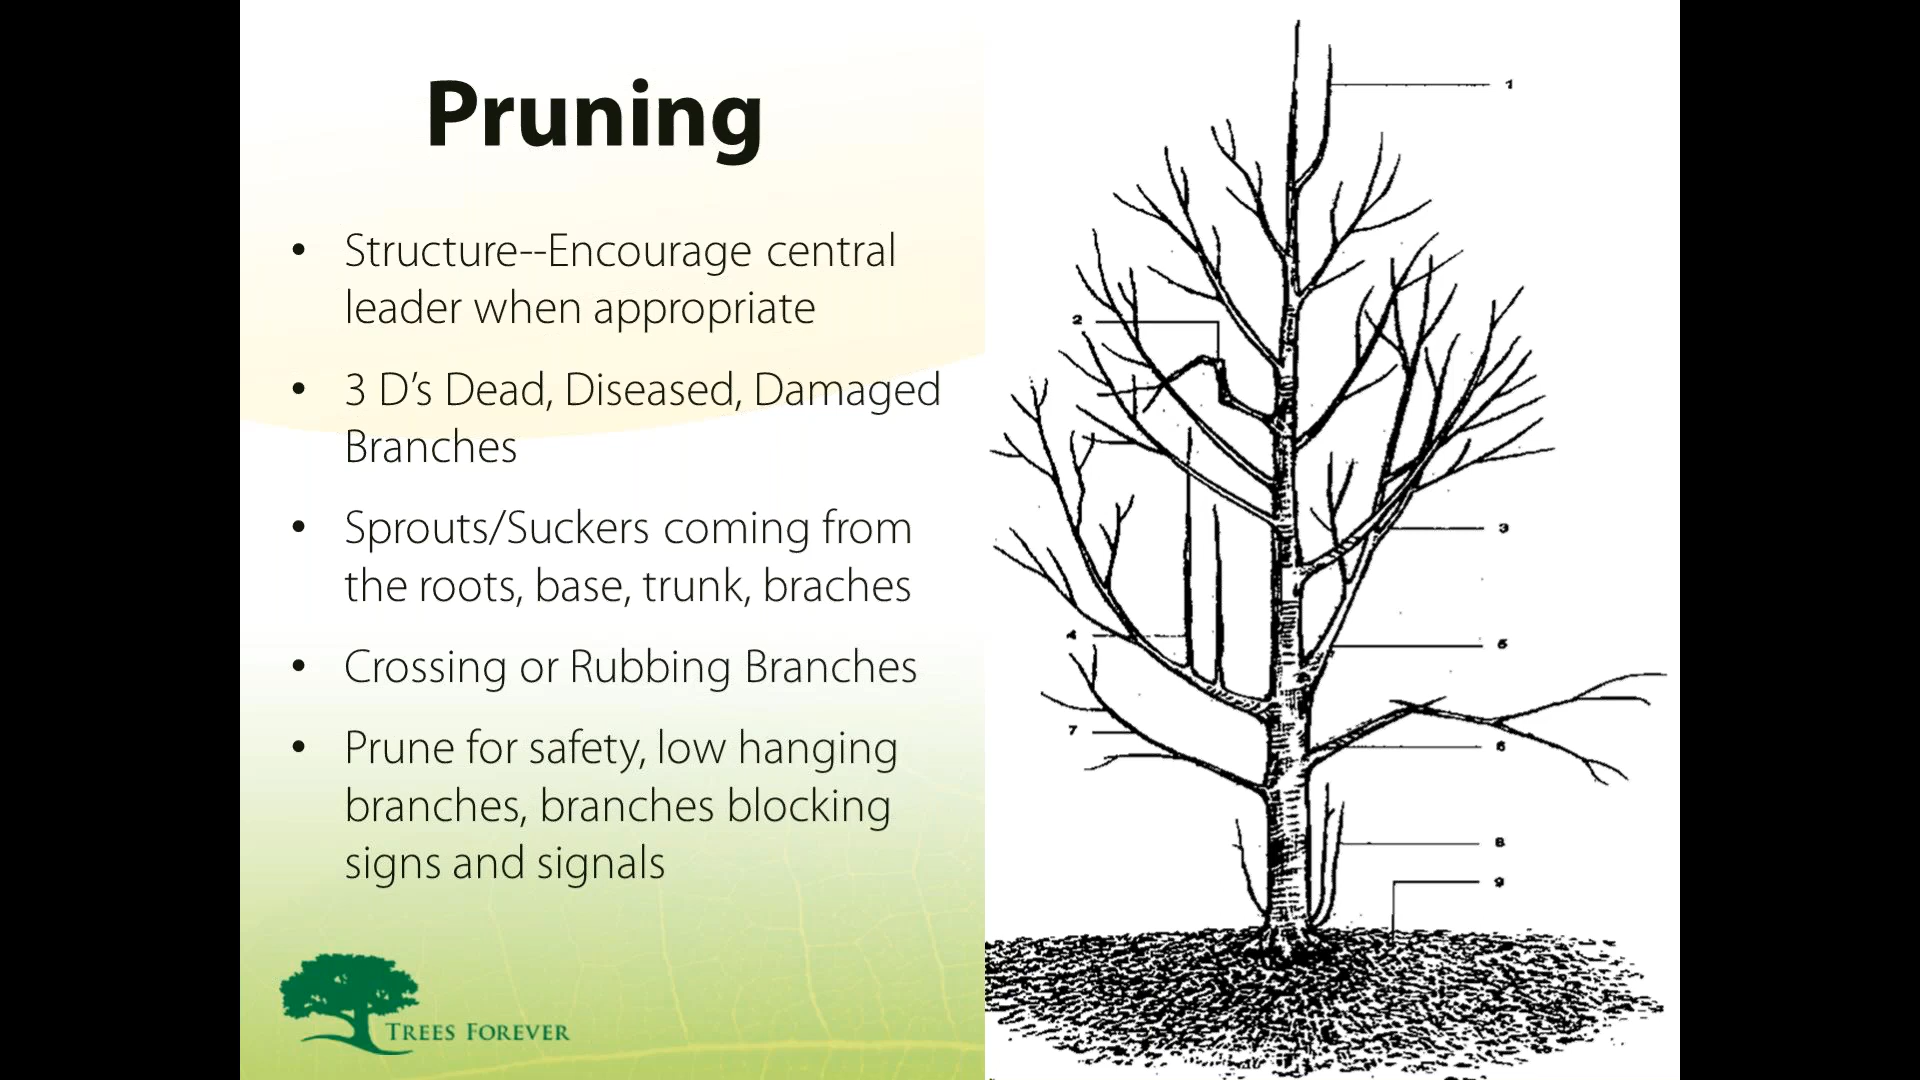 Pruning
• Structure--Encourage central
leader when appropriate
• 3 D's Dead, Diseased, Damaged
Branches
• Sprouts/Suckers coming from
the roots, base, trunk, braches
• Crossing or Rubbing Branches
• Prune for safety, low hanging
branches, branches blocking
signs and signals
TREES FOREVER
1
2
3
4
5
7
6
8
9